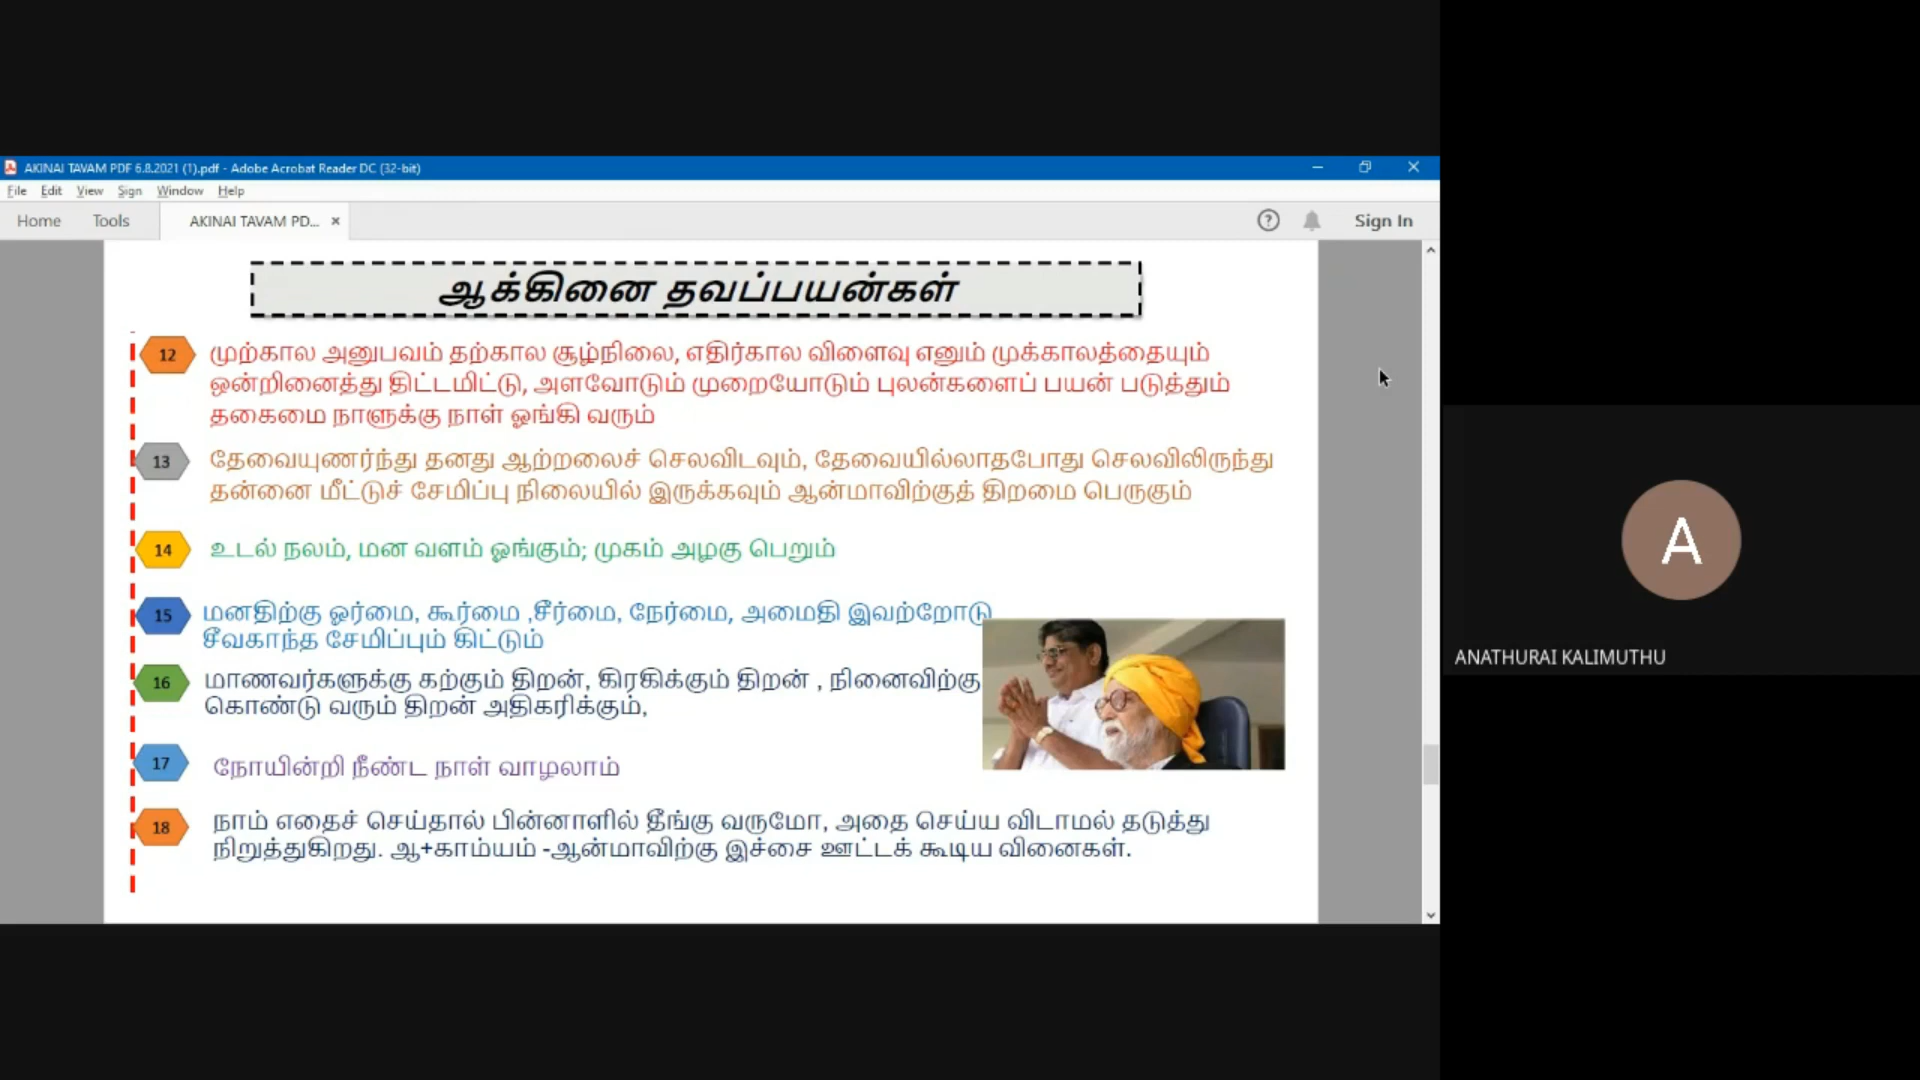 AKINAI TAVAM PDF 6.8.2021 (1).pdf - Adobe Acrobat Reader DC (32-bit)
File Edit View Sign Window Help
Home Tools AKINAI TAVAM PD... × Sign In
ஆக்கினை தவப்பயன்கள்
12 முற்கால அனுபவம் தற்கால சூழ்நிலை, எதிர்கால விளைவு எனும் முக்காலத்தையும்
ஒன்றினைத்து திட்டமிட்டு, அளவோடும் முறையோடும் புலன்களைப் பயன் படுத்தும்
தகைமை நாளுக்கு நாள் ஓங்கி வரும்
13 தேவையுணர்ந்து தனது ஆற்றலைச் செலவிடவும், தேவையில்லாதபோது செலவிலிருந்து
தன்னை மீட்டுச் சேமிப்பு நிலையில் இருக்கவும் ஆன்மாவிற்குத் திறமை பெருகும்
14 உடல் நலம், மன வளம் ஓங்கும்; முகம் அழகு பெறும்
15 மனதிற்கு ஓர்மை, கூர்மை ,சீர்மை, நேர்மை, அமைதி இவற்றோடு
சீவகாந்த சேமிப்பும் கிட்டும்
16 மாணவர்களுக்கு கற்கும் திறன், கிரகிக்கும் திறன் , நினைவிற்கு
கொண்டு வரும் திறன் அதிகரிக்கும்,
17 நோயின்றி நீண்ட நாள் வாழலாம்
18 நாம் எதைச் செய்தால் பின்னாளில் தீங்கு வருமோ, அதை செய்ய விடாமல் தடுத்து
நிறுத்துகிறது. ஆ+காம்யம் -ஆன்மாவிற்கு இச்சை ஊட்டக் கூடிய வினைகள்.
A
ANATHURAI KALIMUTHU